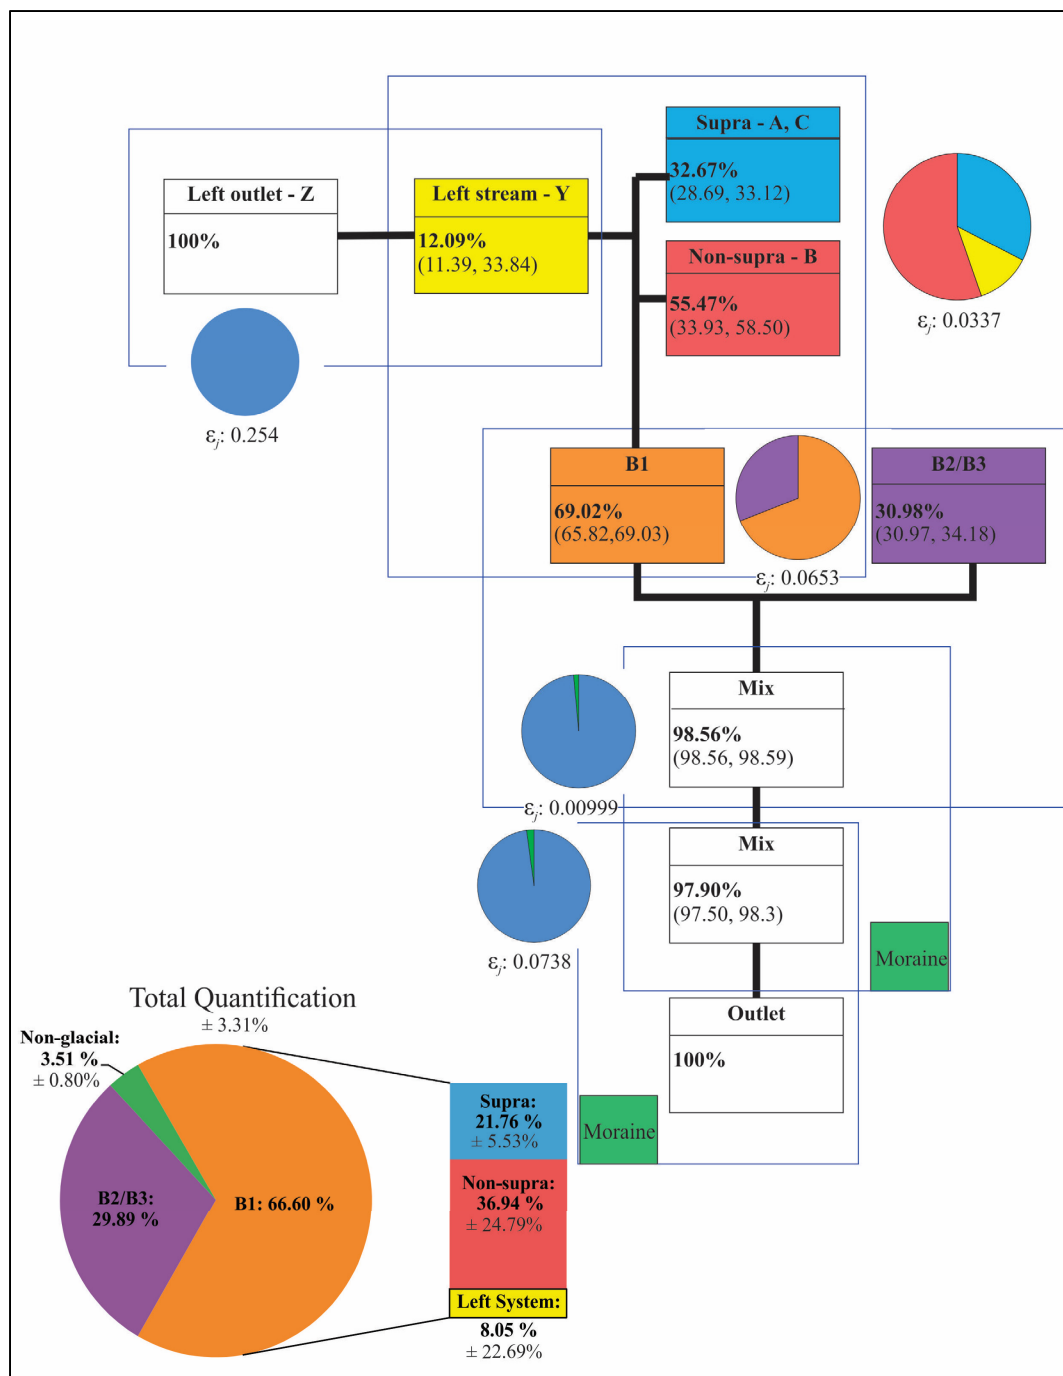 Supra - A, C
32.67%
(28.69, 33.12)
Left outlet - Z
100%
Left stream - Y
12.09%
(11.39, 33.84)
Non-supra - B
55.47%
(33.93, 58.50)
εj: 0.0337
εj: 0.254
B1
69.02%
(65.82,69.03)
B2/B3
30.98%
(30.97, 34.18)
εj: 0.0653
Mix
98.56%
(98.56, 98.59)
εj: 0.00999
Mix
97.90%
(97.50, 98.3)
εj: 0.0738
Moraine
Outlet
100%
Moraine
Total Quantification
± 3.31%
Non-glacial:
3.51 %
± 0.80%
B2/B3:
29.89 %
B1: 66.60 %
Supra:
21.76 %
± 5.53%
Non-supra:
36.94 %
± 24.79%
Left System:
8.05 %
± 22.69%